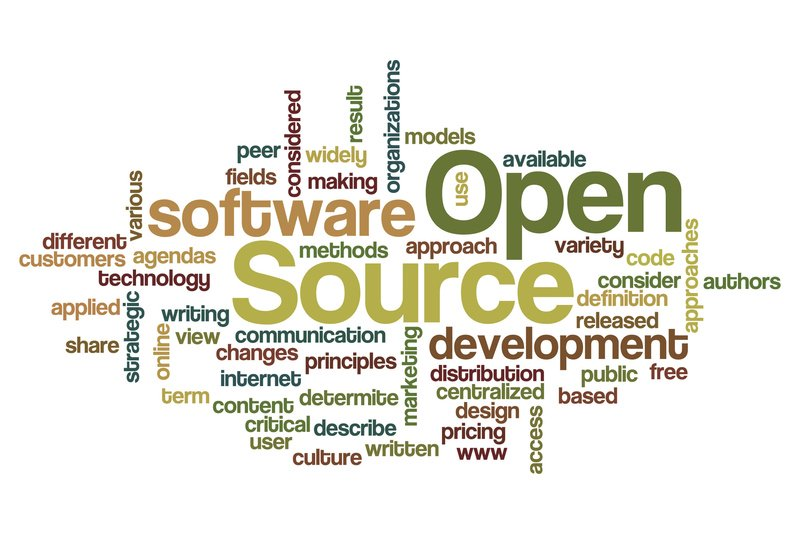 organizations
result
considered
models
peer
widely
available
fields
making
use
Open
various
software
different
customers
agendas
methods
approach
variety
approaches
code
technology
Source
consider
authors
applied
strategic
definition
writing
released
share
online
view
communication
marketing
development
changes
principles
internet
distribution
public
free
term
content
determite
centralized
based
critical
describe
design
access
user
pricing
culture
written
www